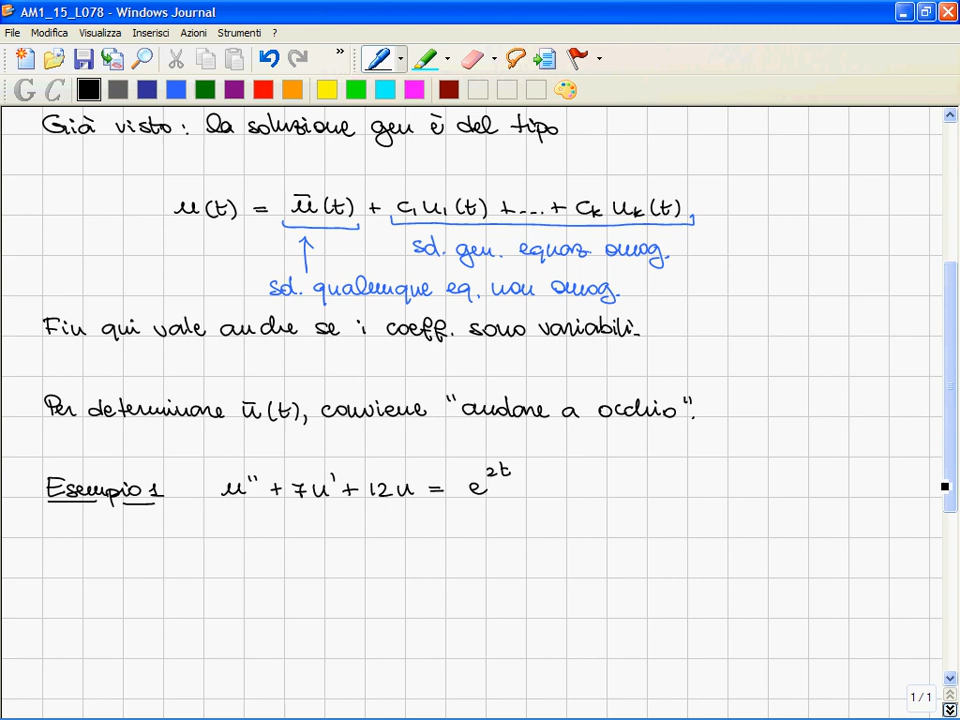 AM1_15_L078 - Windows Journal
File Modifica Visualizza Inserisci Azioni Strumenti ?
»
G C
Già visto: la soluzione gen è del tipo
u(t) = ū(t) + c₁u₁(t) + ... + cₖ uₖ(t)
sol. gen. equaz omog.
sol. qualunque eq. non omog.
Fin qui vale anche se i coeff. sono variabili.
Per determinare ū(t), conviene "andare a occhio".
Esempio 1 u'' + 7u' + 12u = e^{2t}
1 / 1